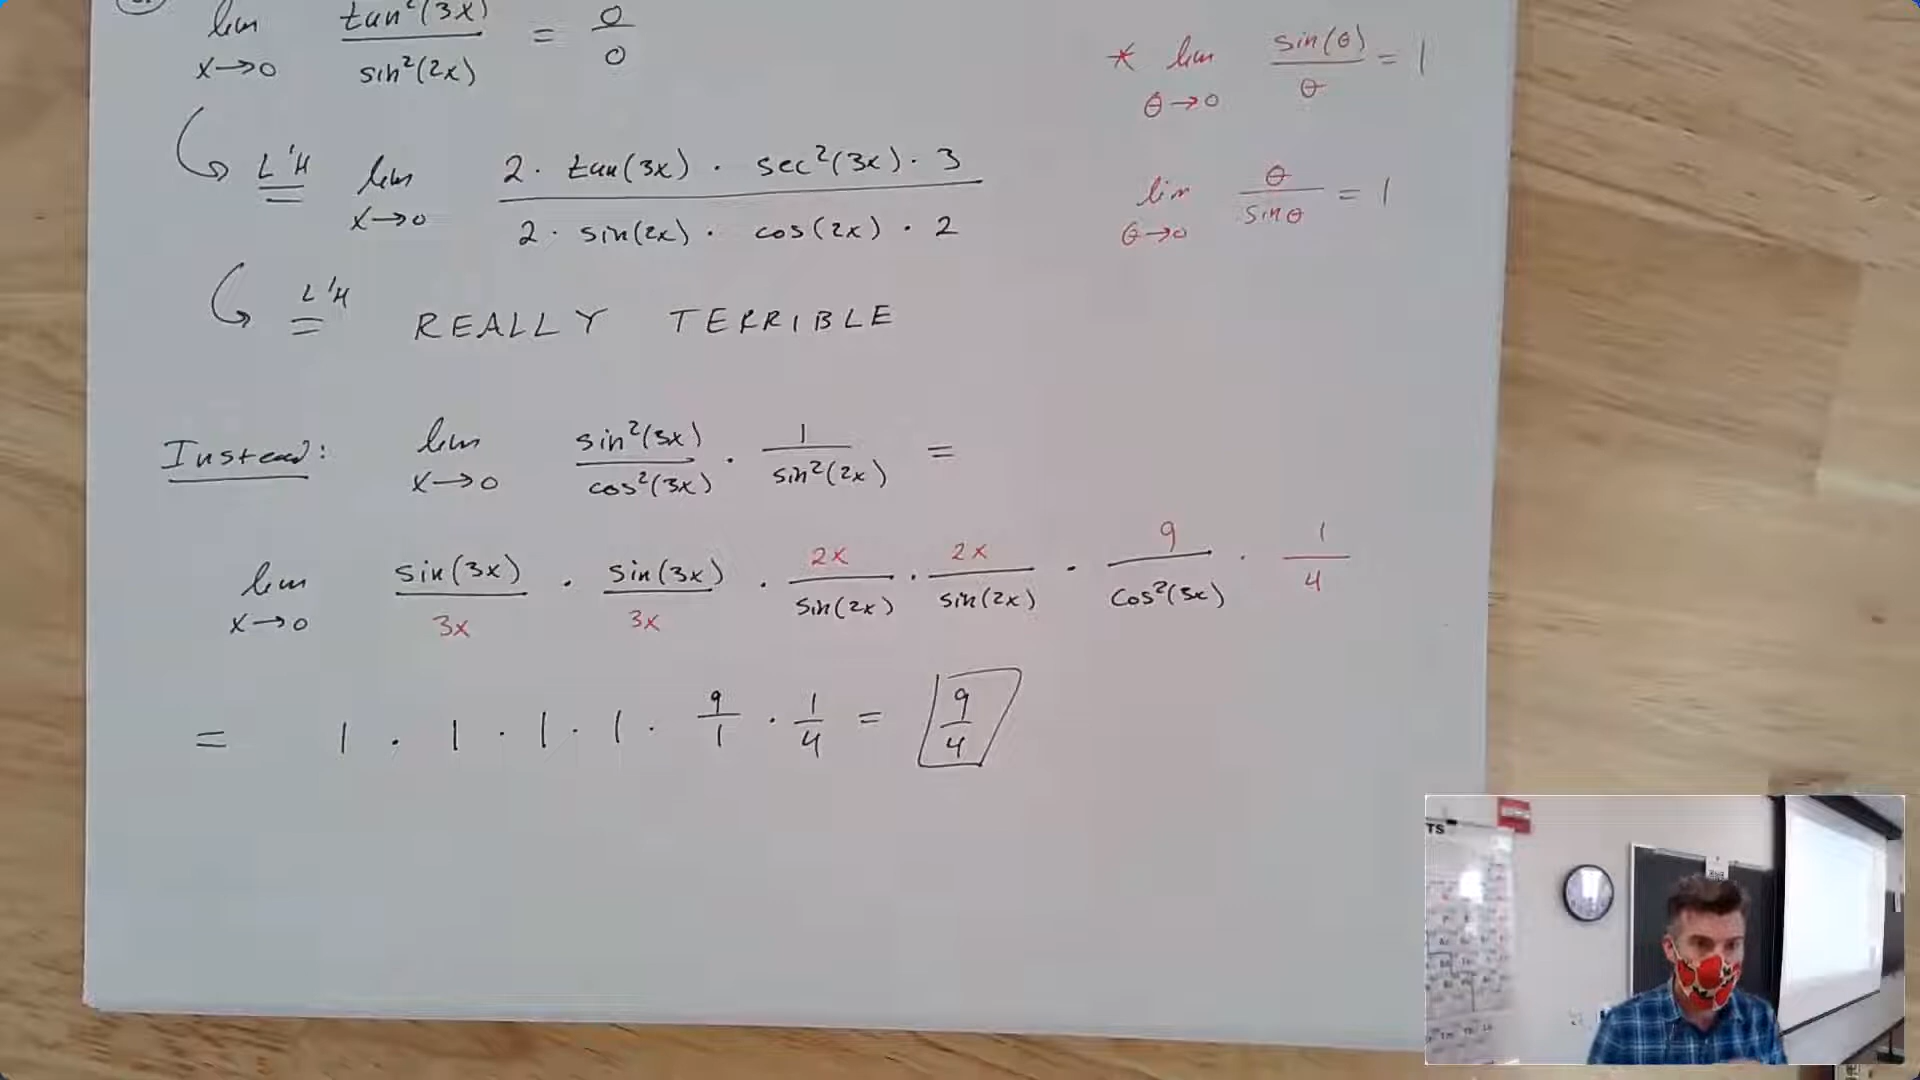 lim tan²(3x) / sin²(2x) = 0/0
x→0
* lim sin(θ)/θ = 1
θ→0
L'H lim 2 · tan(3x) · sec²(3x) · 3 / 2 · sin(2x) · cos(2x) · 2
x→0
lim θ/sinθ = 1
θ→0
L'H = REALLY TERRIBLE
Instead: lim sin²(3x)/cos²(3x) · 1/sin²(2x) =
x→0
lim sin(3x)/3x · sin(3x)/3x · 2x/sin(2x) · 2x/sin(2x) · 9/cos²(3x) · 1/4
x→0
= 1 · 1 · 1 · 1 · 9/1 · 1/4 = 9/4
TS